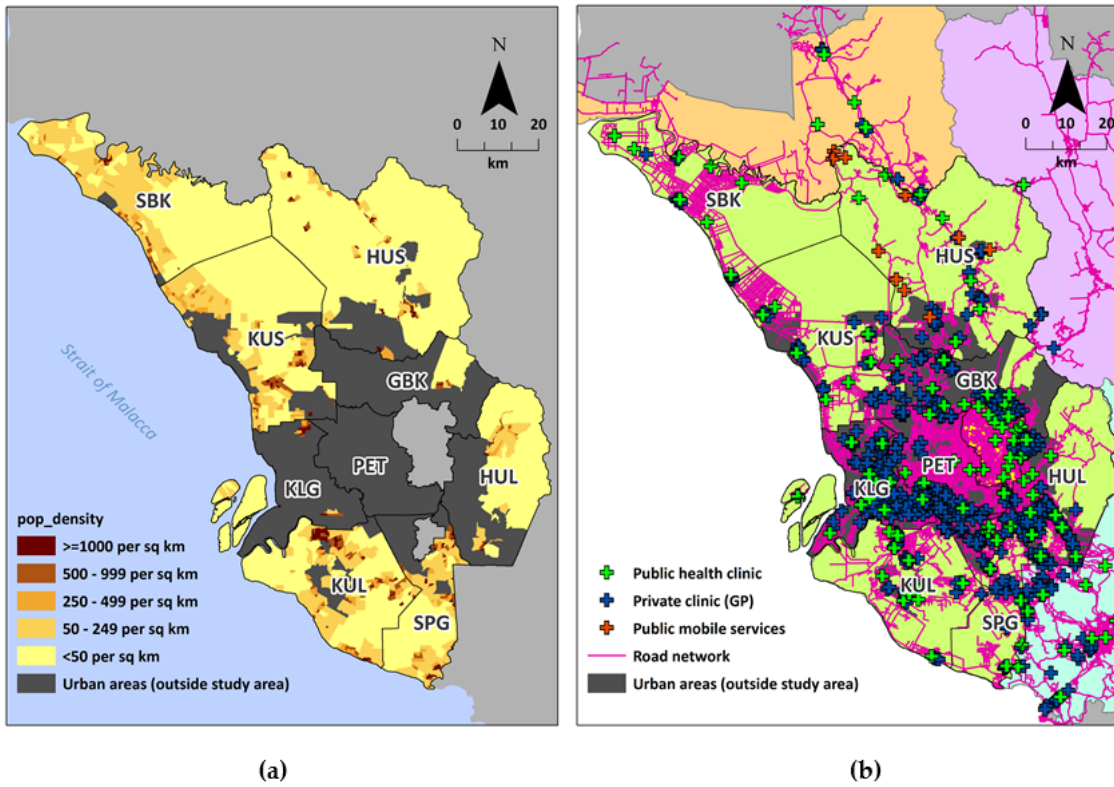 N
0 10 20
km
SBK
HUS
KUS
GBK
PET
HUL
KLG
KUL
SPG
Strait of Malacca
pop_density
>=1000 per sq km
500 - 999 per sq km
250 - 499 per sq km
50 - 249 per sq km
<50 per sq km
Urban areas (outside study area)
(a)
N
0 10 20
km
SBK
HUS
KUS
GBK
PET
HUL
KLG
KUL
SPG
Public health clinic
Private clinic (GP)
Public mobile services
Road network
Urban areas (outside study area)
(b)